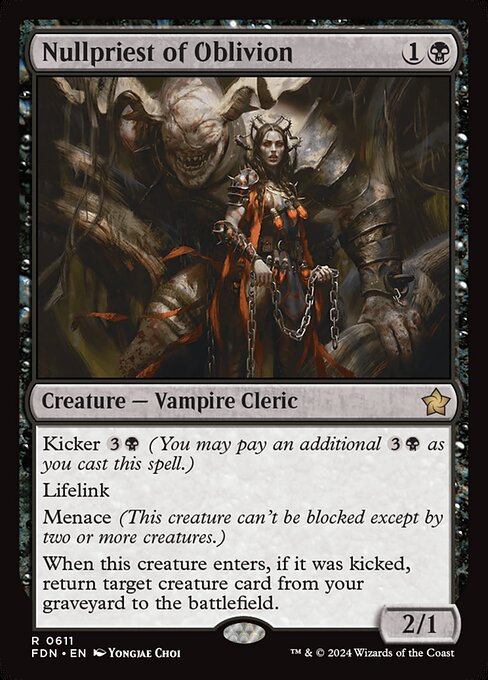 Nullpriest of Oblivion 1
Creature — Vampire Cleric
Kicker 3 (You may pay an additional 3 as
you cast this spell.)
Lifelink
Menace (This creature can't be blocked except by
two or more creatures.)
When this creature enters, if it was kicked,
return target creature card from your
graveyard to the battlefield.
2/1
R 0611
FDN • EN Yongjae Choi
™ & © 2024 Wizards of the Coast